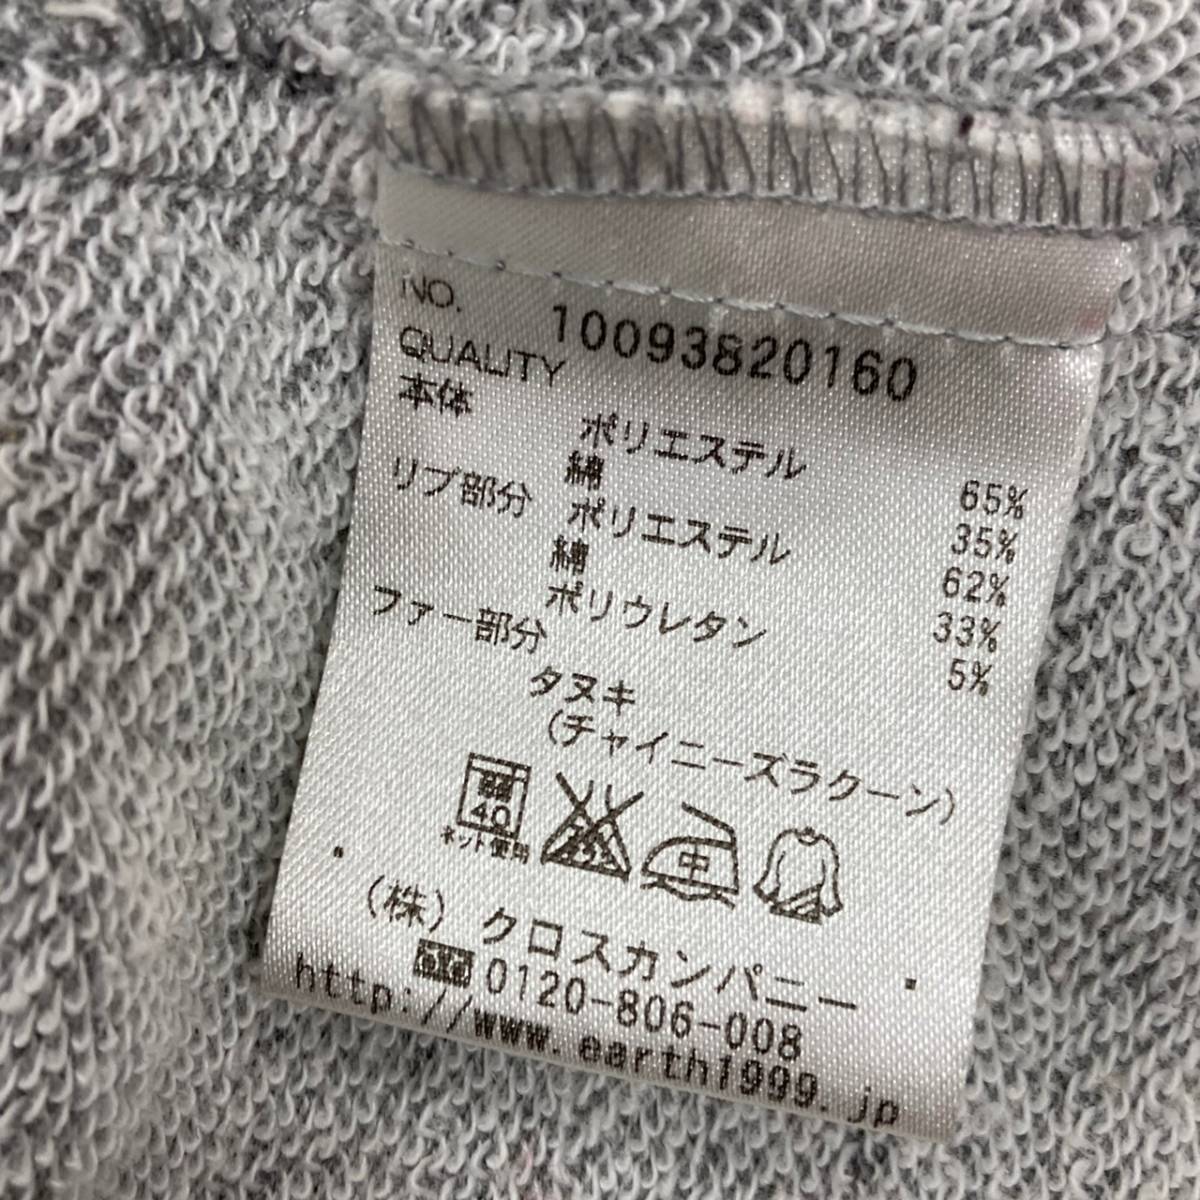 NO. 10093820160
QUALITY
本体 ポリエステル 65%
綿 35%
リブ部分 ポリエステル 62%
綿 33%
ポリウレタン 5%
ファー部分
タヌキ
(チャイニーズラクーン)
40
ネット使用
中
(株) クロスカンパニー
0120-806-008
http://www.earth1999.jp